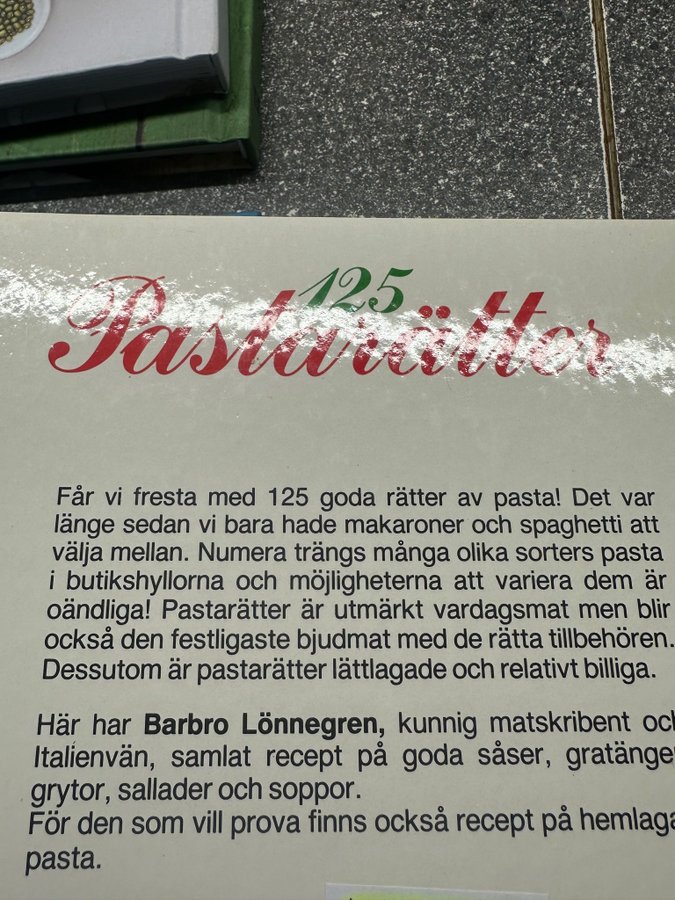 125
Pastarätter
Får vi fresta med 125 goda rätter av pasta! Det var
länge sedan vi bara hade makaroner och spaghetti att
välja mellan. Numera trängs många olika sorters pasta
i butikshyllorna och möjligheterna att variera dem är
oändliga! Pastarätter är utmärkt vardagsmat men blir
också den festligaste bjudmat med de rätta tillbehören.
Dessutom är pastarätter lättlagade och relativt billiga.
Här har Barbro Lönnegren, kunnig matskribent och
Italienvän, samlat recept på goda såser, gratänger
grytor, sallader och soppor.
För den som vill prova finns också recept på hemlaga
pasta.